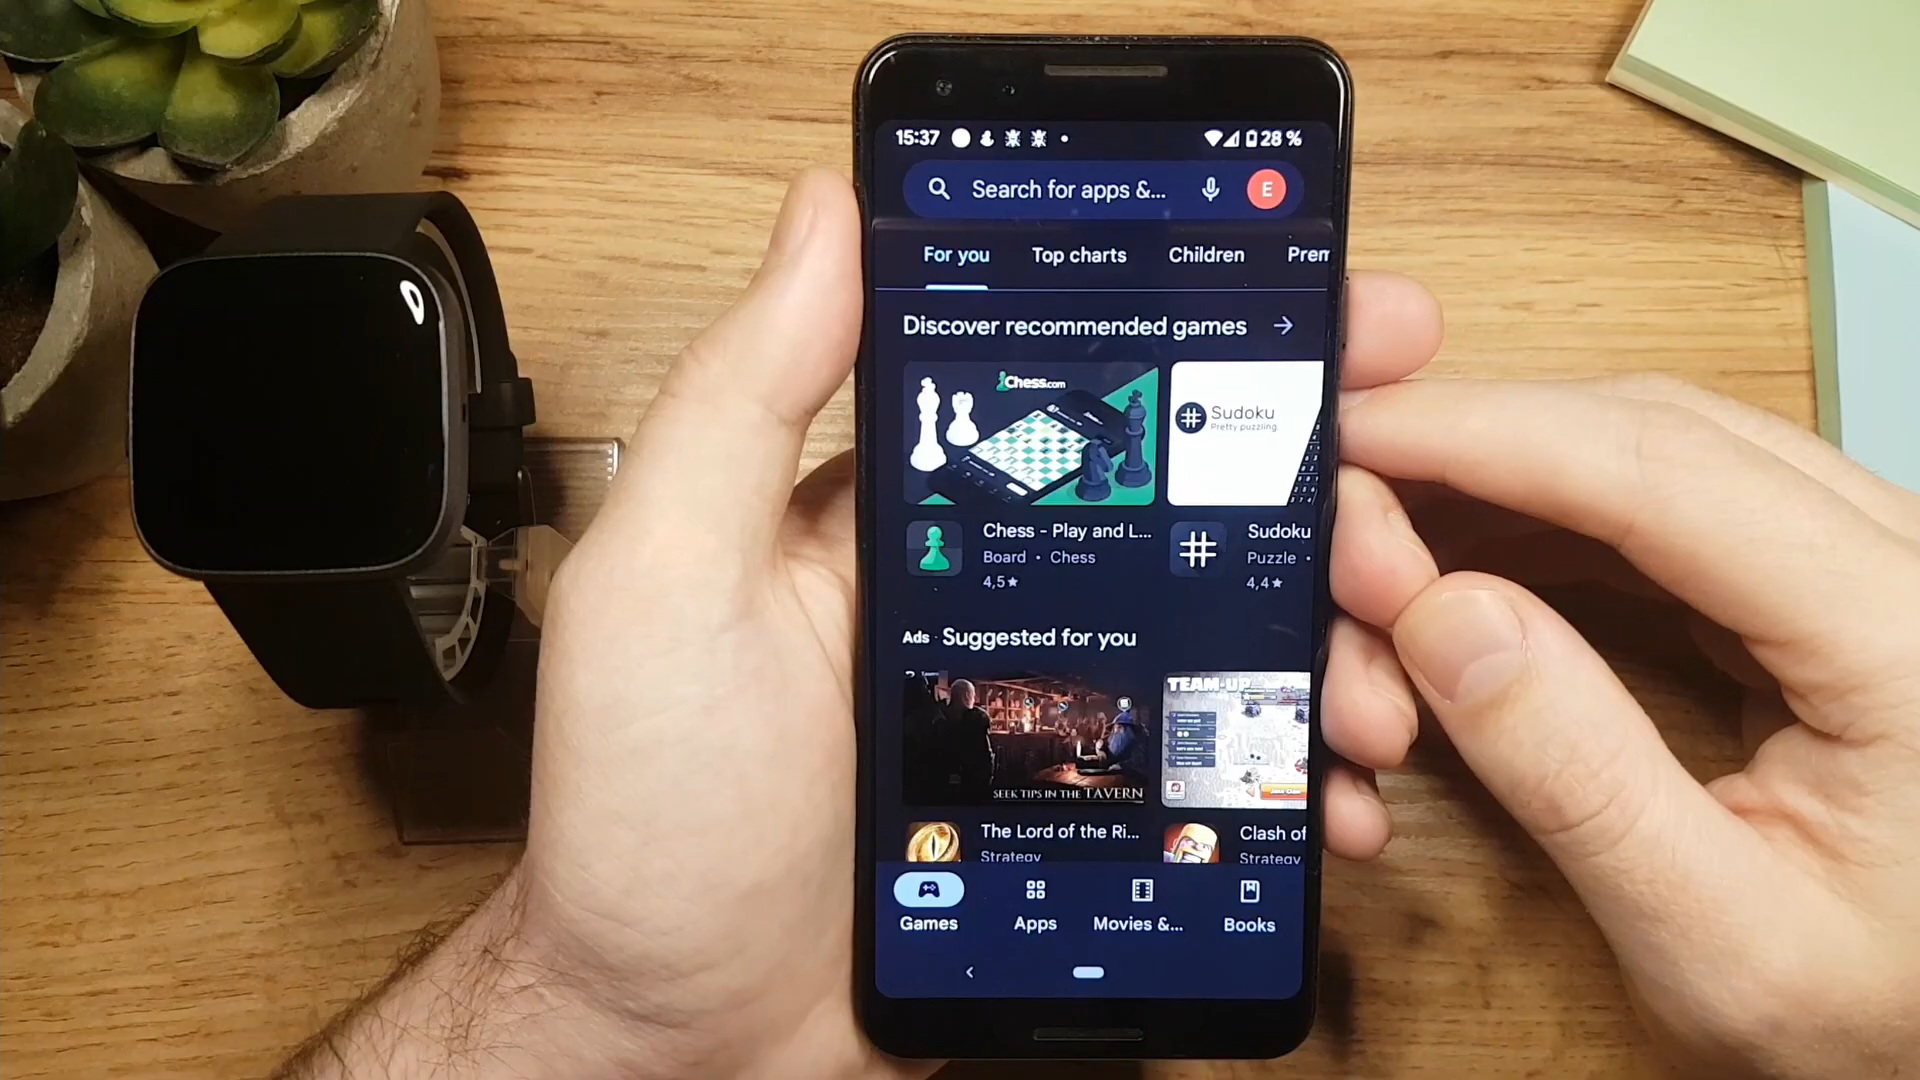 15:37 28 %
Search for apps &... E
For you Top charts Children Prem
Discover recommended games
Chess.com
Sudoku
Pretty puzzling.
Chess - Play and L...
Board • Chess
4,5★
Sudoku
Puzzle •
4,4★
Ads · Suggested for you
TEAM-UP
SEEK TIPS IN THE TAVERN
The Lord of the Ri...
Strategy
Clash of
Strategy
Games Apps Movies &... Books